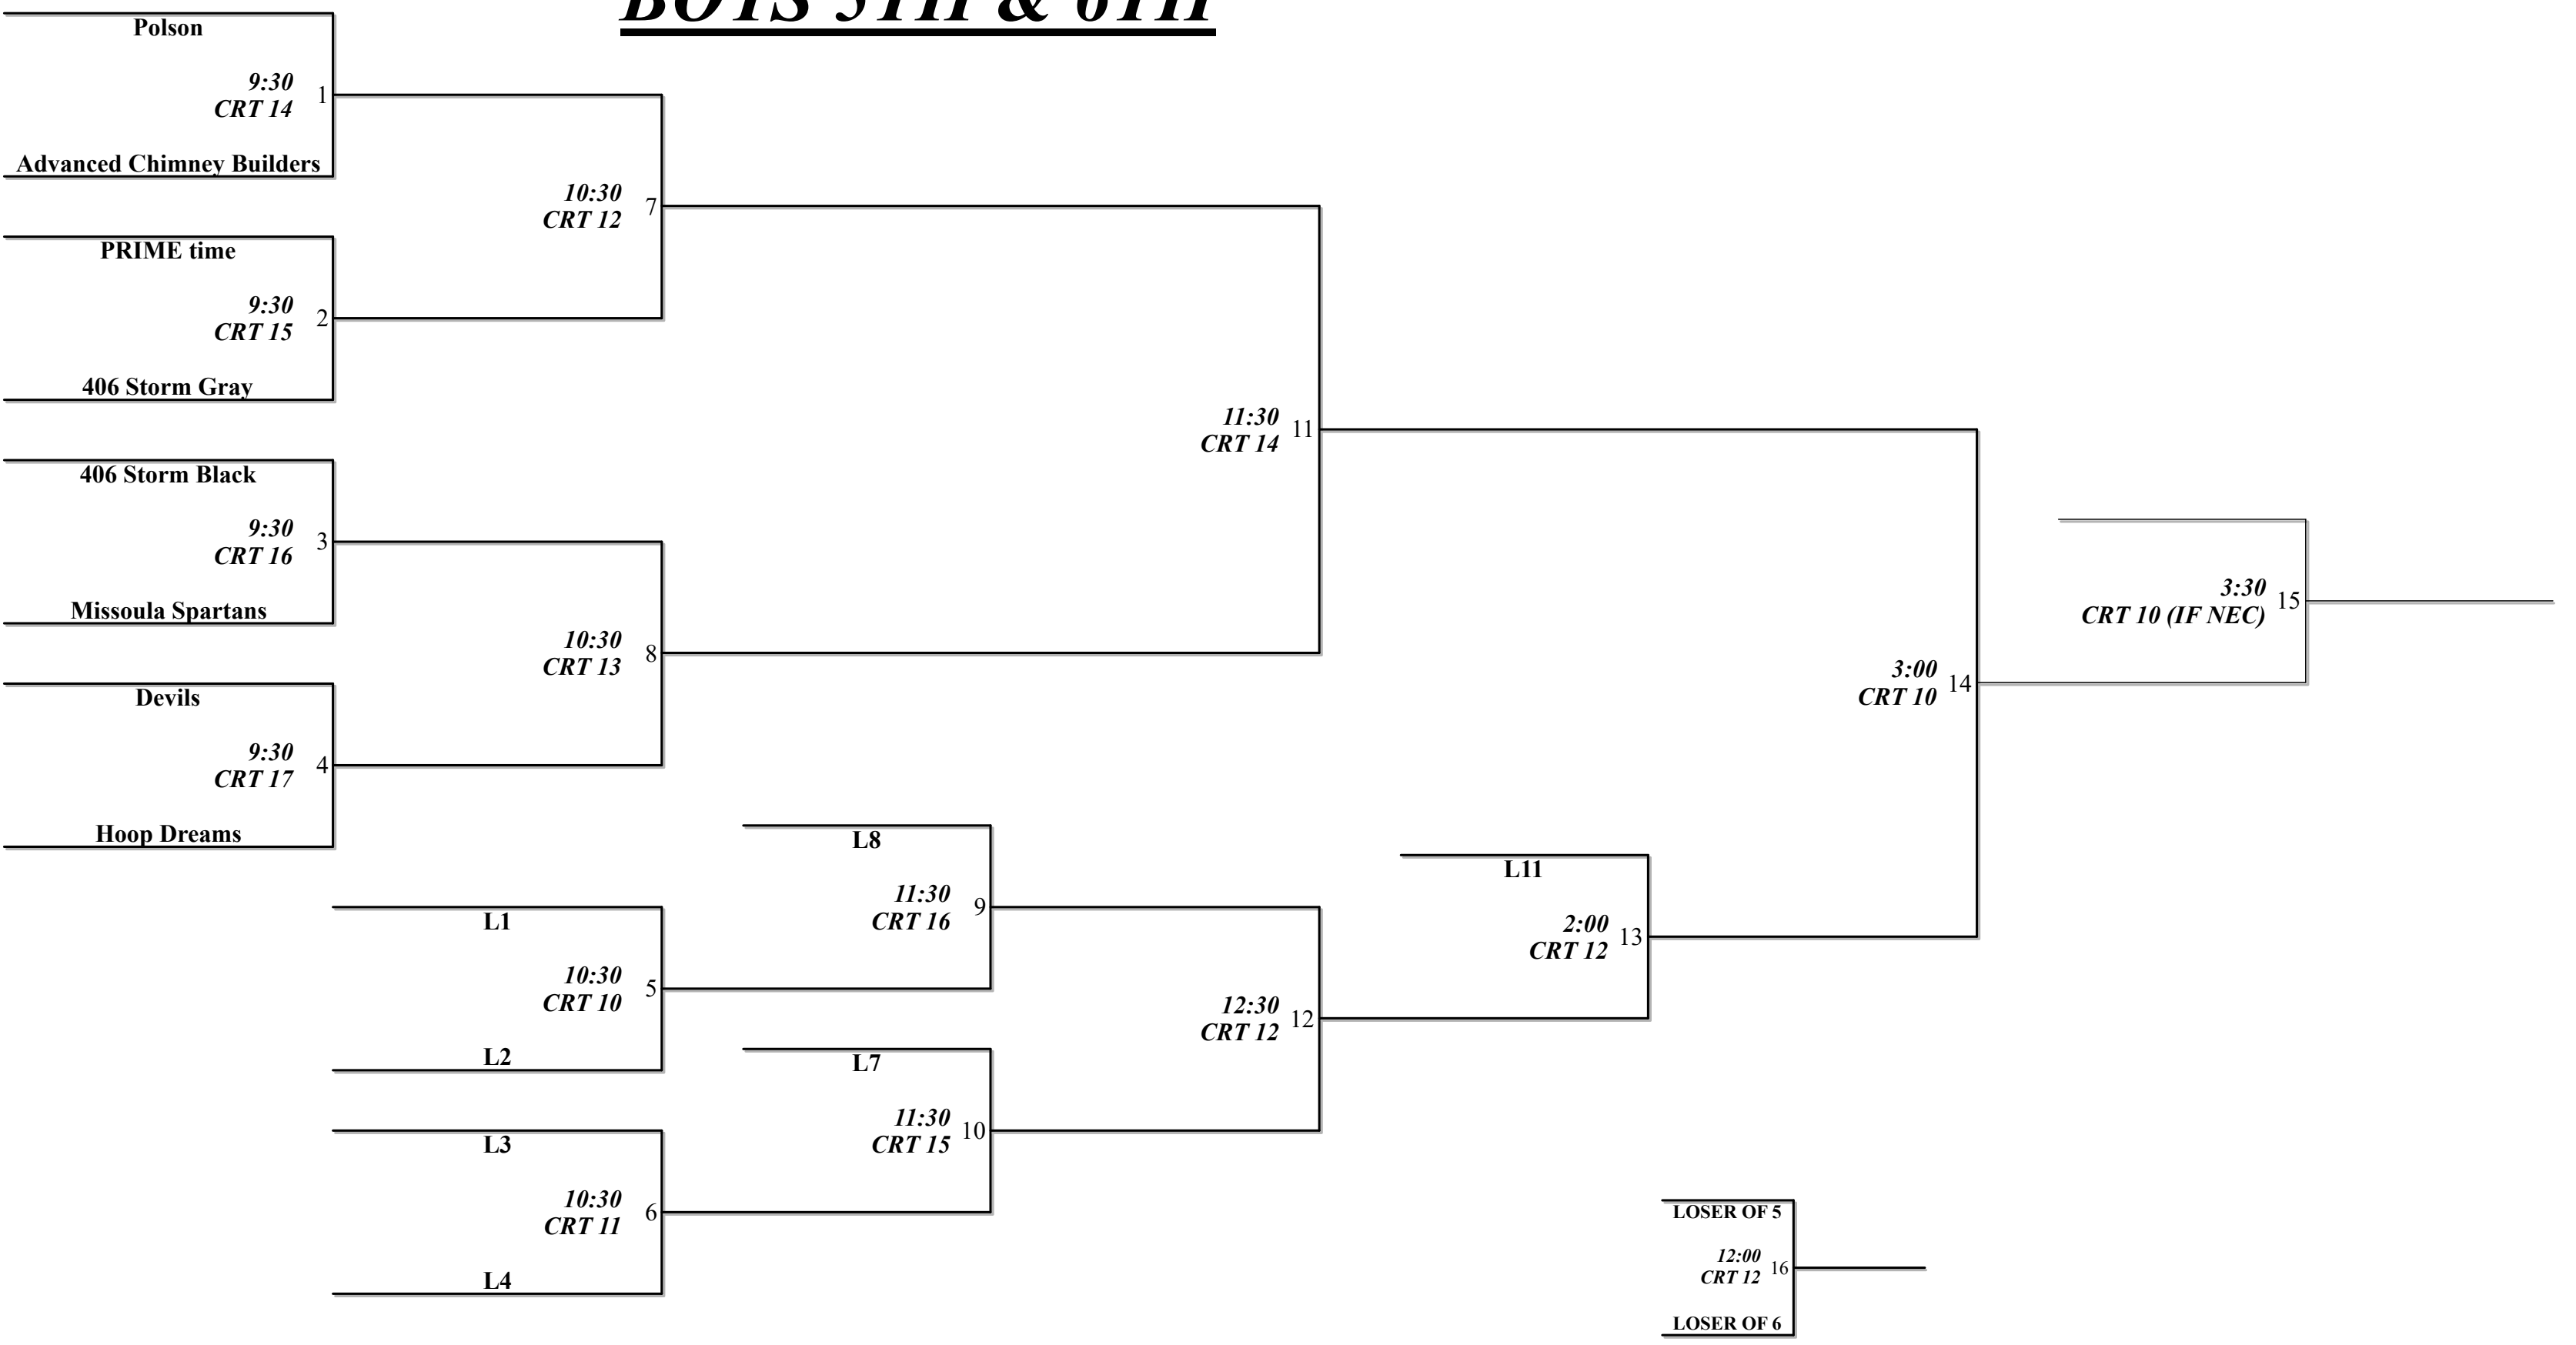 BOYS 5TH & 6TH
Polson
9:30
CRT 14
1
Advanced Chimney Builders
10:30
CRT 12
7
PRIME time
9:30
CRT 15
2
406 Storm Gray
11:30
CRT 14
11
406 Storm Black
9:30
CRT 16
3
Missoula Spartans
10:30
CRT 13
8
3:30
CRT 10 (IF NEC)
15
3:00
CRT 10
14
Devils
9:30
CRT 17
4
Hoop Dreams
L8
11:30
CRT 16
9
L11
2:00
CRT 12
13
L1
10:30
CRT 10
5
L2
12:30
CRT 12
12
L7
11:30
CRT 15
10
L3
10:30
CRT 11
6
L4
LOSER OF 5
12:00
CRT 12
16
LOSER OF 6